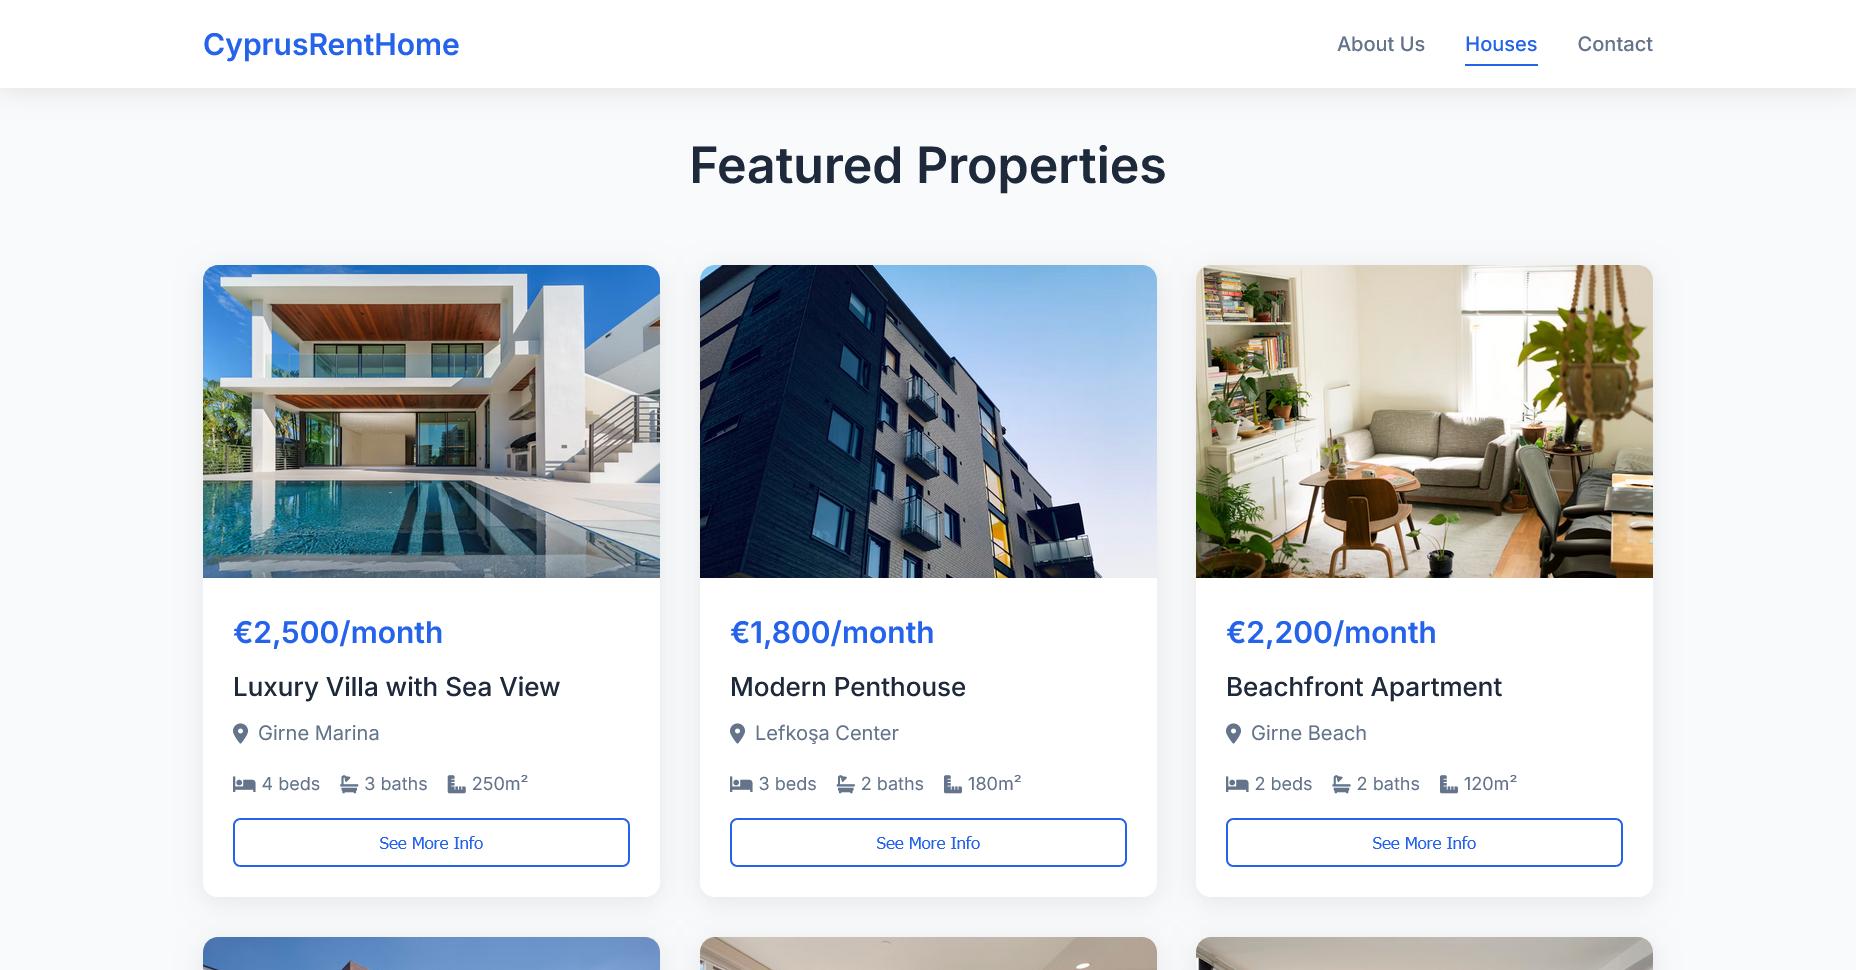 CyprusRentHome
About Us
Houses
Contact
Featured Properties
€2,500/month
Luxury Villa with Sea View
Girne Marina
4 beds 3 baths 250m²
See More Info
€1,800/month
Modern Penthouse
Lefkoşa Center
3 beds 2 baths 180m²
See More Info
€2,200/month
Beachfront Apartment
Girne Beach
2 beds 2 baths 120m²
See More Info